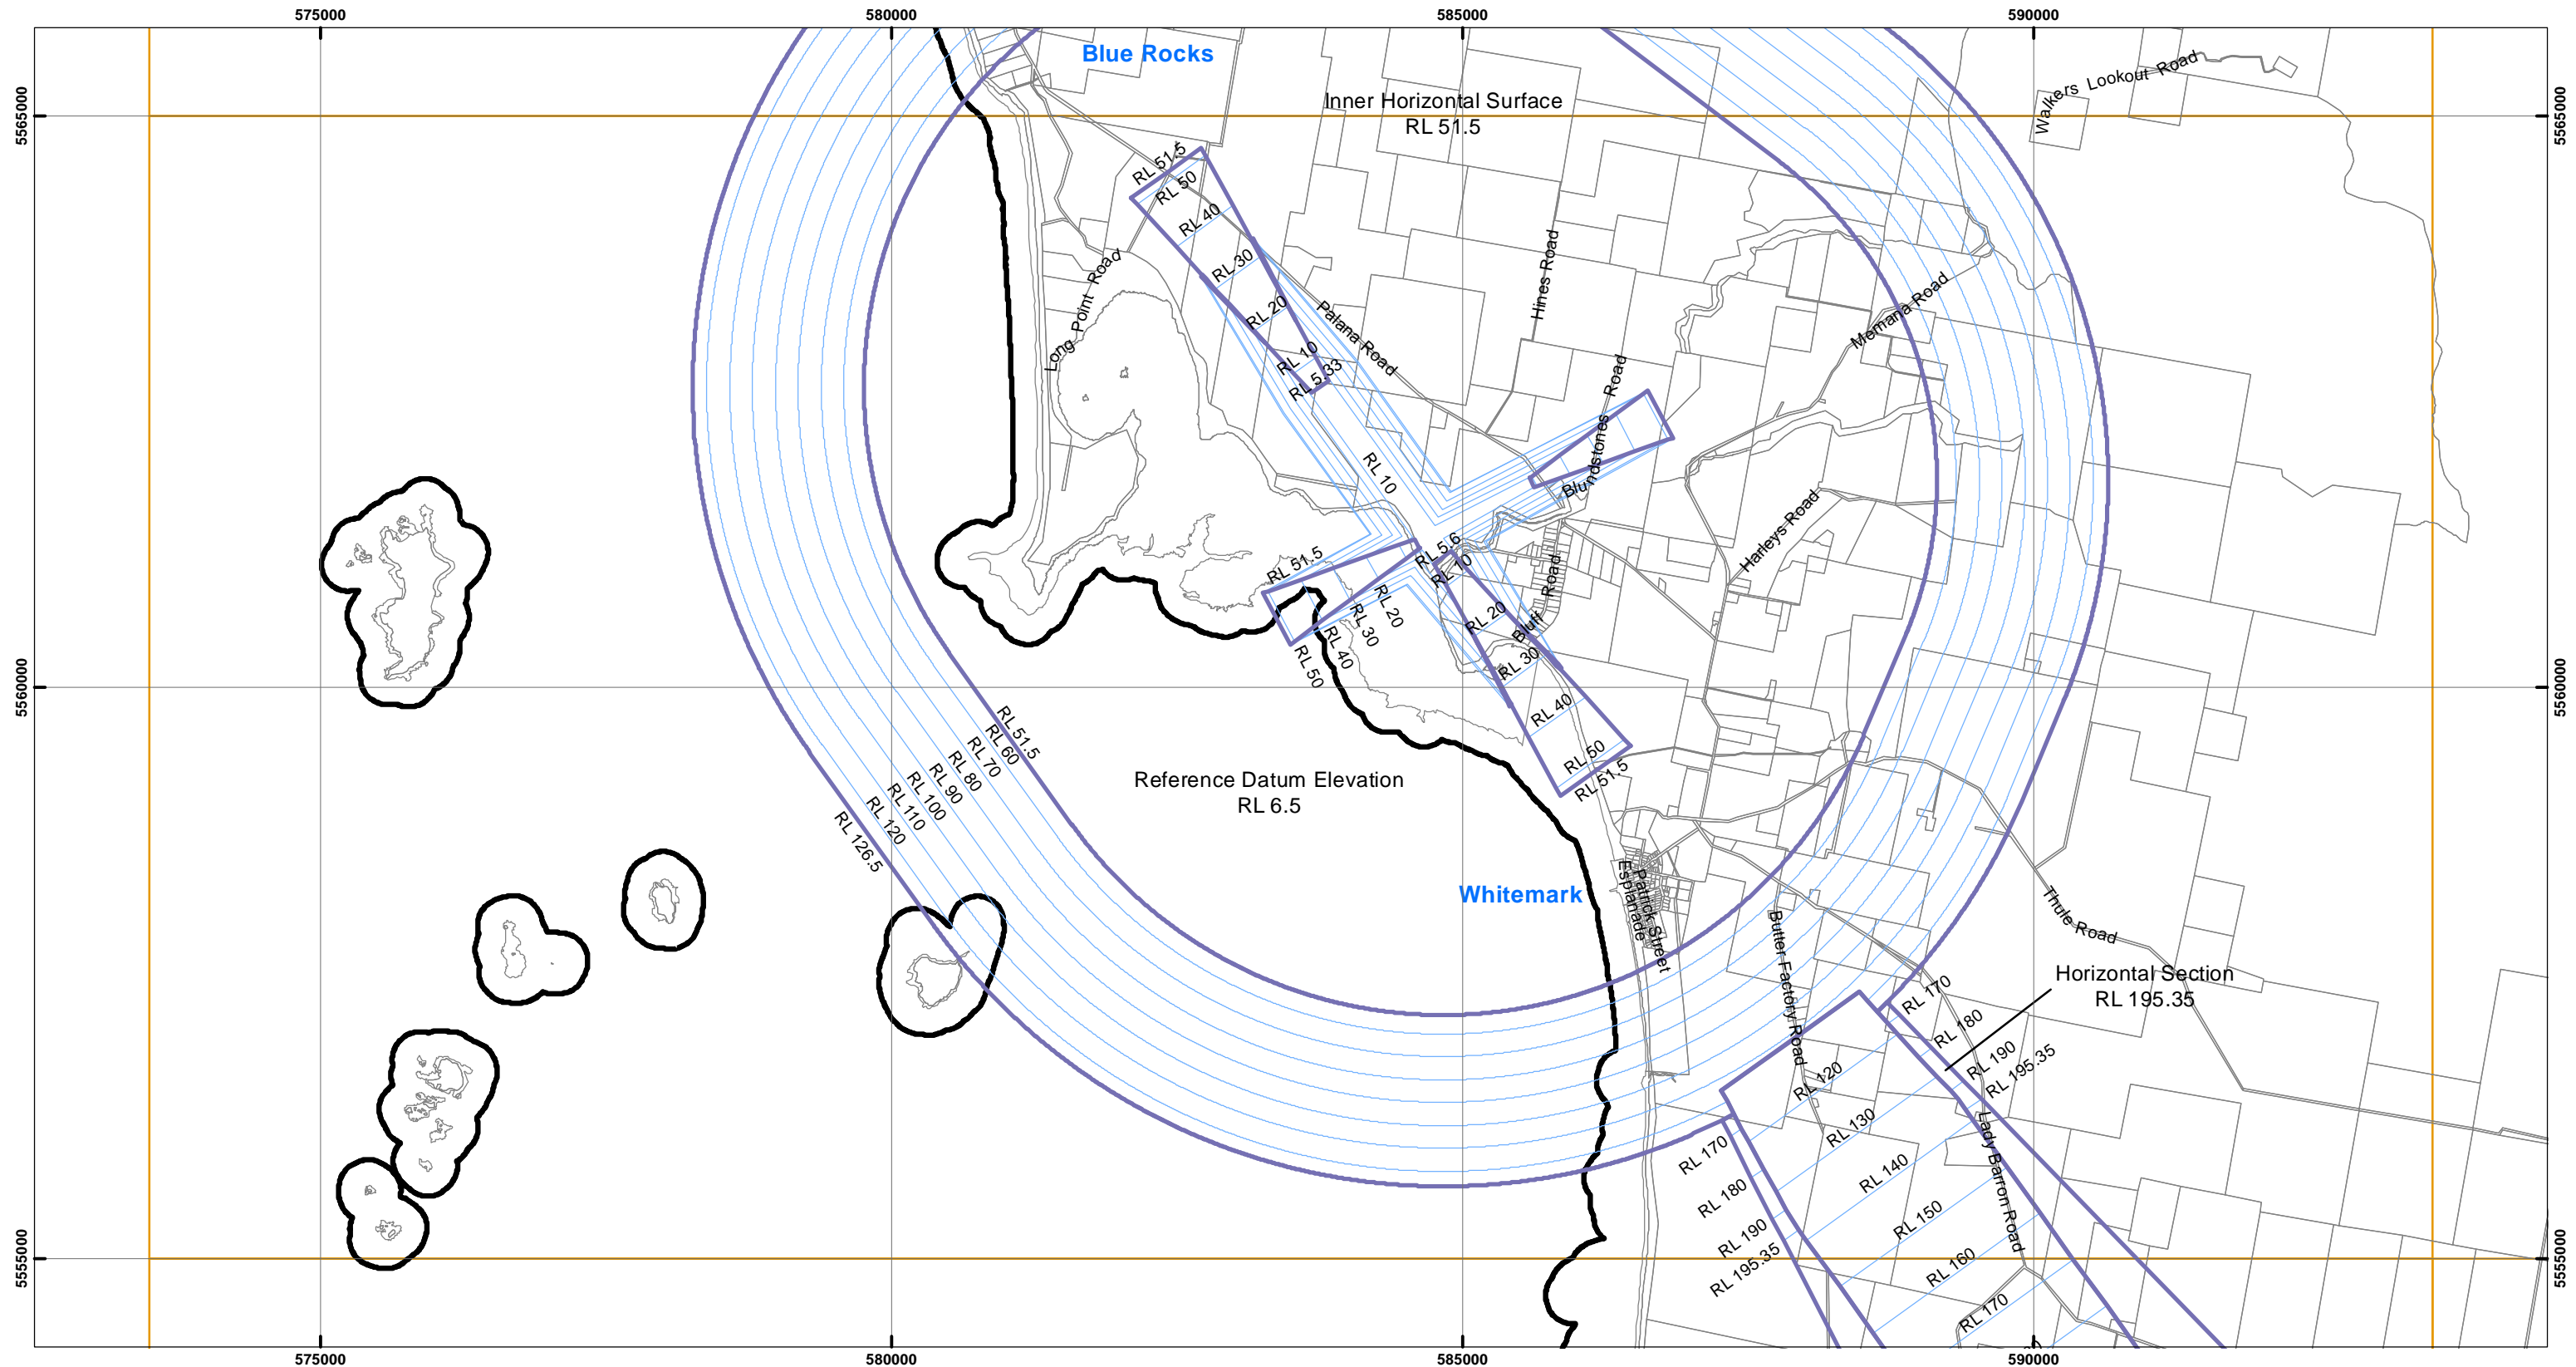 575000
580000
585000
590000
Blue Rocks
Walkers Lookout Road
Inner Horizontal Surface
RL 51.5
5565000
5565000
RL 51.5
RL 50
RL 40
RL 30
RL 20
RL 10
RL 5.33
Long Point Road
Palana Road
Hines Road
Memana Road
Blundstones Road
RL 10
Harleys Road
RL 51.5
RL 5.6
RL 10
RL 20
RL 30
RL 40
RL 50
RL 20
RL 30
RL 40
RL 50
RL 51.5
Bluff Road
5560000
5560000
RL 51.5
RL 60
RL 70
RL 80
RL 90
RL 100
RL 110
RL 120
RL 126.5
Reference Datum Elevation
RL 6.5
Whitemark
Esplanade
Patrick Street
Butter Factory Road
Thule Road
Horizontal Section
RL 195.35
RL 170
RL 180
RL 190
RL 195.35
RL 120
RL 130
RL 140
RL 150
RL 160
RL 170
Lady Barron Road
RL 170
RL 180
RL 190
RL 195.35
5555000
5555000
575000
580000
585000
590000